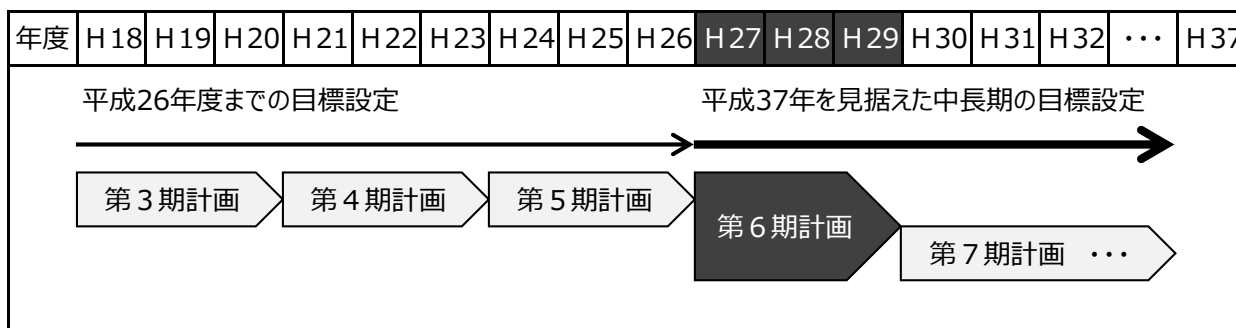 年度 Ｈ18 Ｈ19 Ｈ20 Ｈ21 Ｈ22 Ｈ23 Ｈ24 Ｈ25 Ｈ26 Ｈ27 Ｈ28 Ｈ29 Ｈ30 Ｈ31 Ｈ32 ・・・ Ｈ37
平成26年度までの目標設定 平成37年を見据えた中長期の目標設定
第３期計画 第４期計画 第５期計画
第６期計画
第７期計画 ・・・